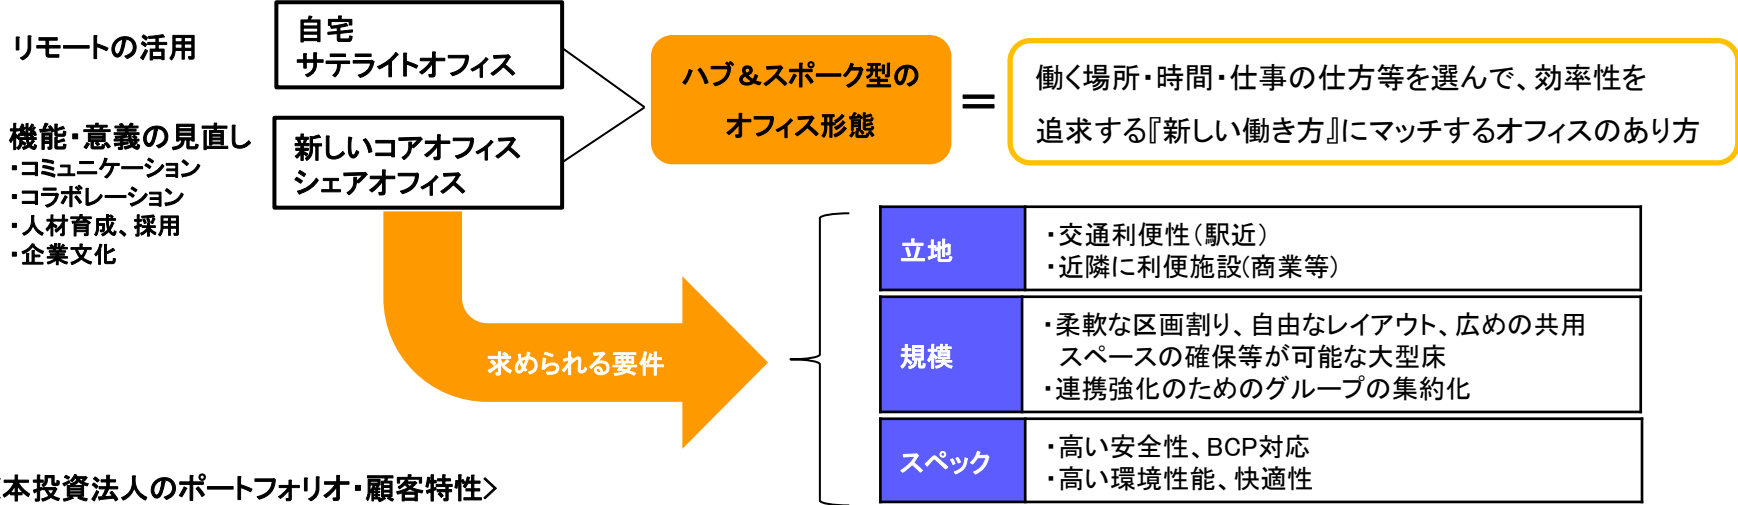 リモートの活用
自宅
サテライトオフィス
機能・意義の見直し
・コミュニケーション
・コラボレーション
・人材育成、採用
・企業文化
新しいコアオフィス
シェアオフィス
ハブ＆スポーク型の
オフィス形態
＝
働く場所・時間・仕事の仕方等を選んで、効率性を
追求する『新しい働き方』にマッチするオフィスのあり方
求められる要件
立地
・交通利便性（駅近）
・近隣に利便施設(商業等)
規模
・柔軟な区画割り、自由なレイアウト、広めの共用
スペースの確保等が可能な大型床
・連携強化のためのグループの集約化
スペック
・高い安全性、BCP対応
・高い環境性能、快適性
本投資法人のポートフォリオ・顧客特性>